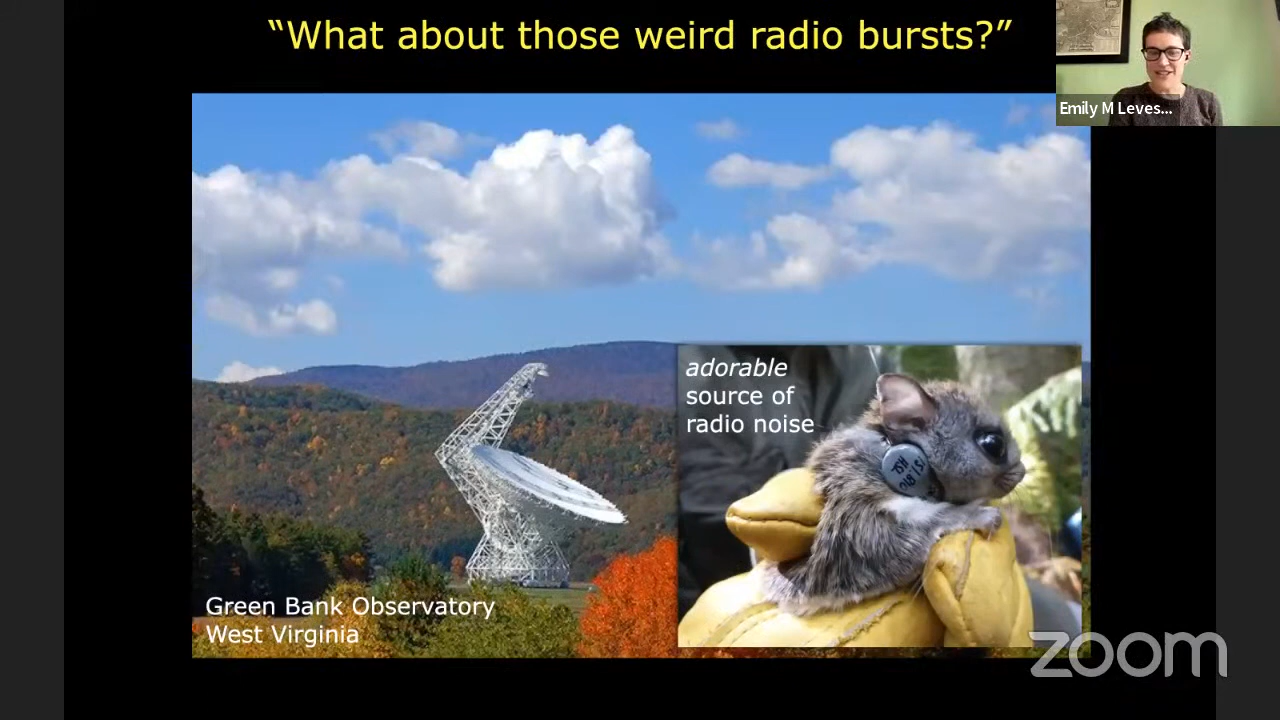 “What about those weird radio bursts?”
Emily M Leves...
adorable
source of
radio noise
Green Bank Observatory
West Virginia
zoom